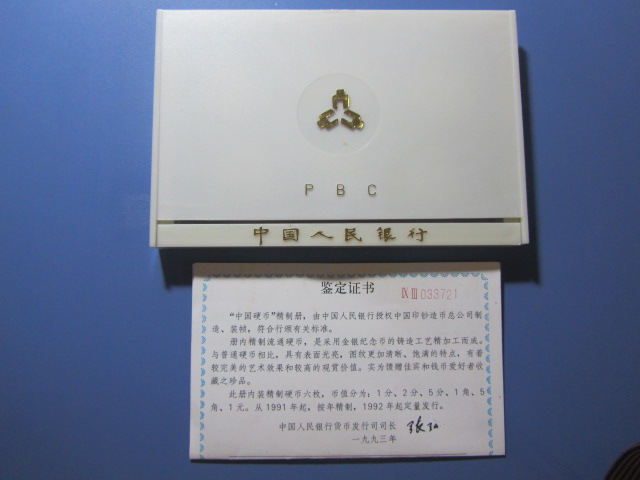 P B C
中国人民银行
鉴定证书
IX III 033721
“中国硬币”精制册，由中国人民银行授权中国印钞造币总公司制
造、装帧，符合行颁有关标准。
册内精制流通硬币，是采用金银纪念币的铸造工艺精加工而成。
与普通硬币相比，具有表面光亮，图纹更加清晰、饱满的特点，有着
较完美的艺术效果和较高的观赏价值。实为馈赠佳宾和钱币爱好者收
藏之珍品。
此册内装精制硬币六枚，币值分为：1分、2分、5分、1角、5
角、1元。从1991年起，按年精制，1992年起定量发行。
中国人民银行货币发行司司长
一九九三年